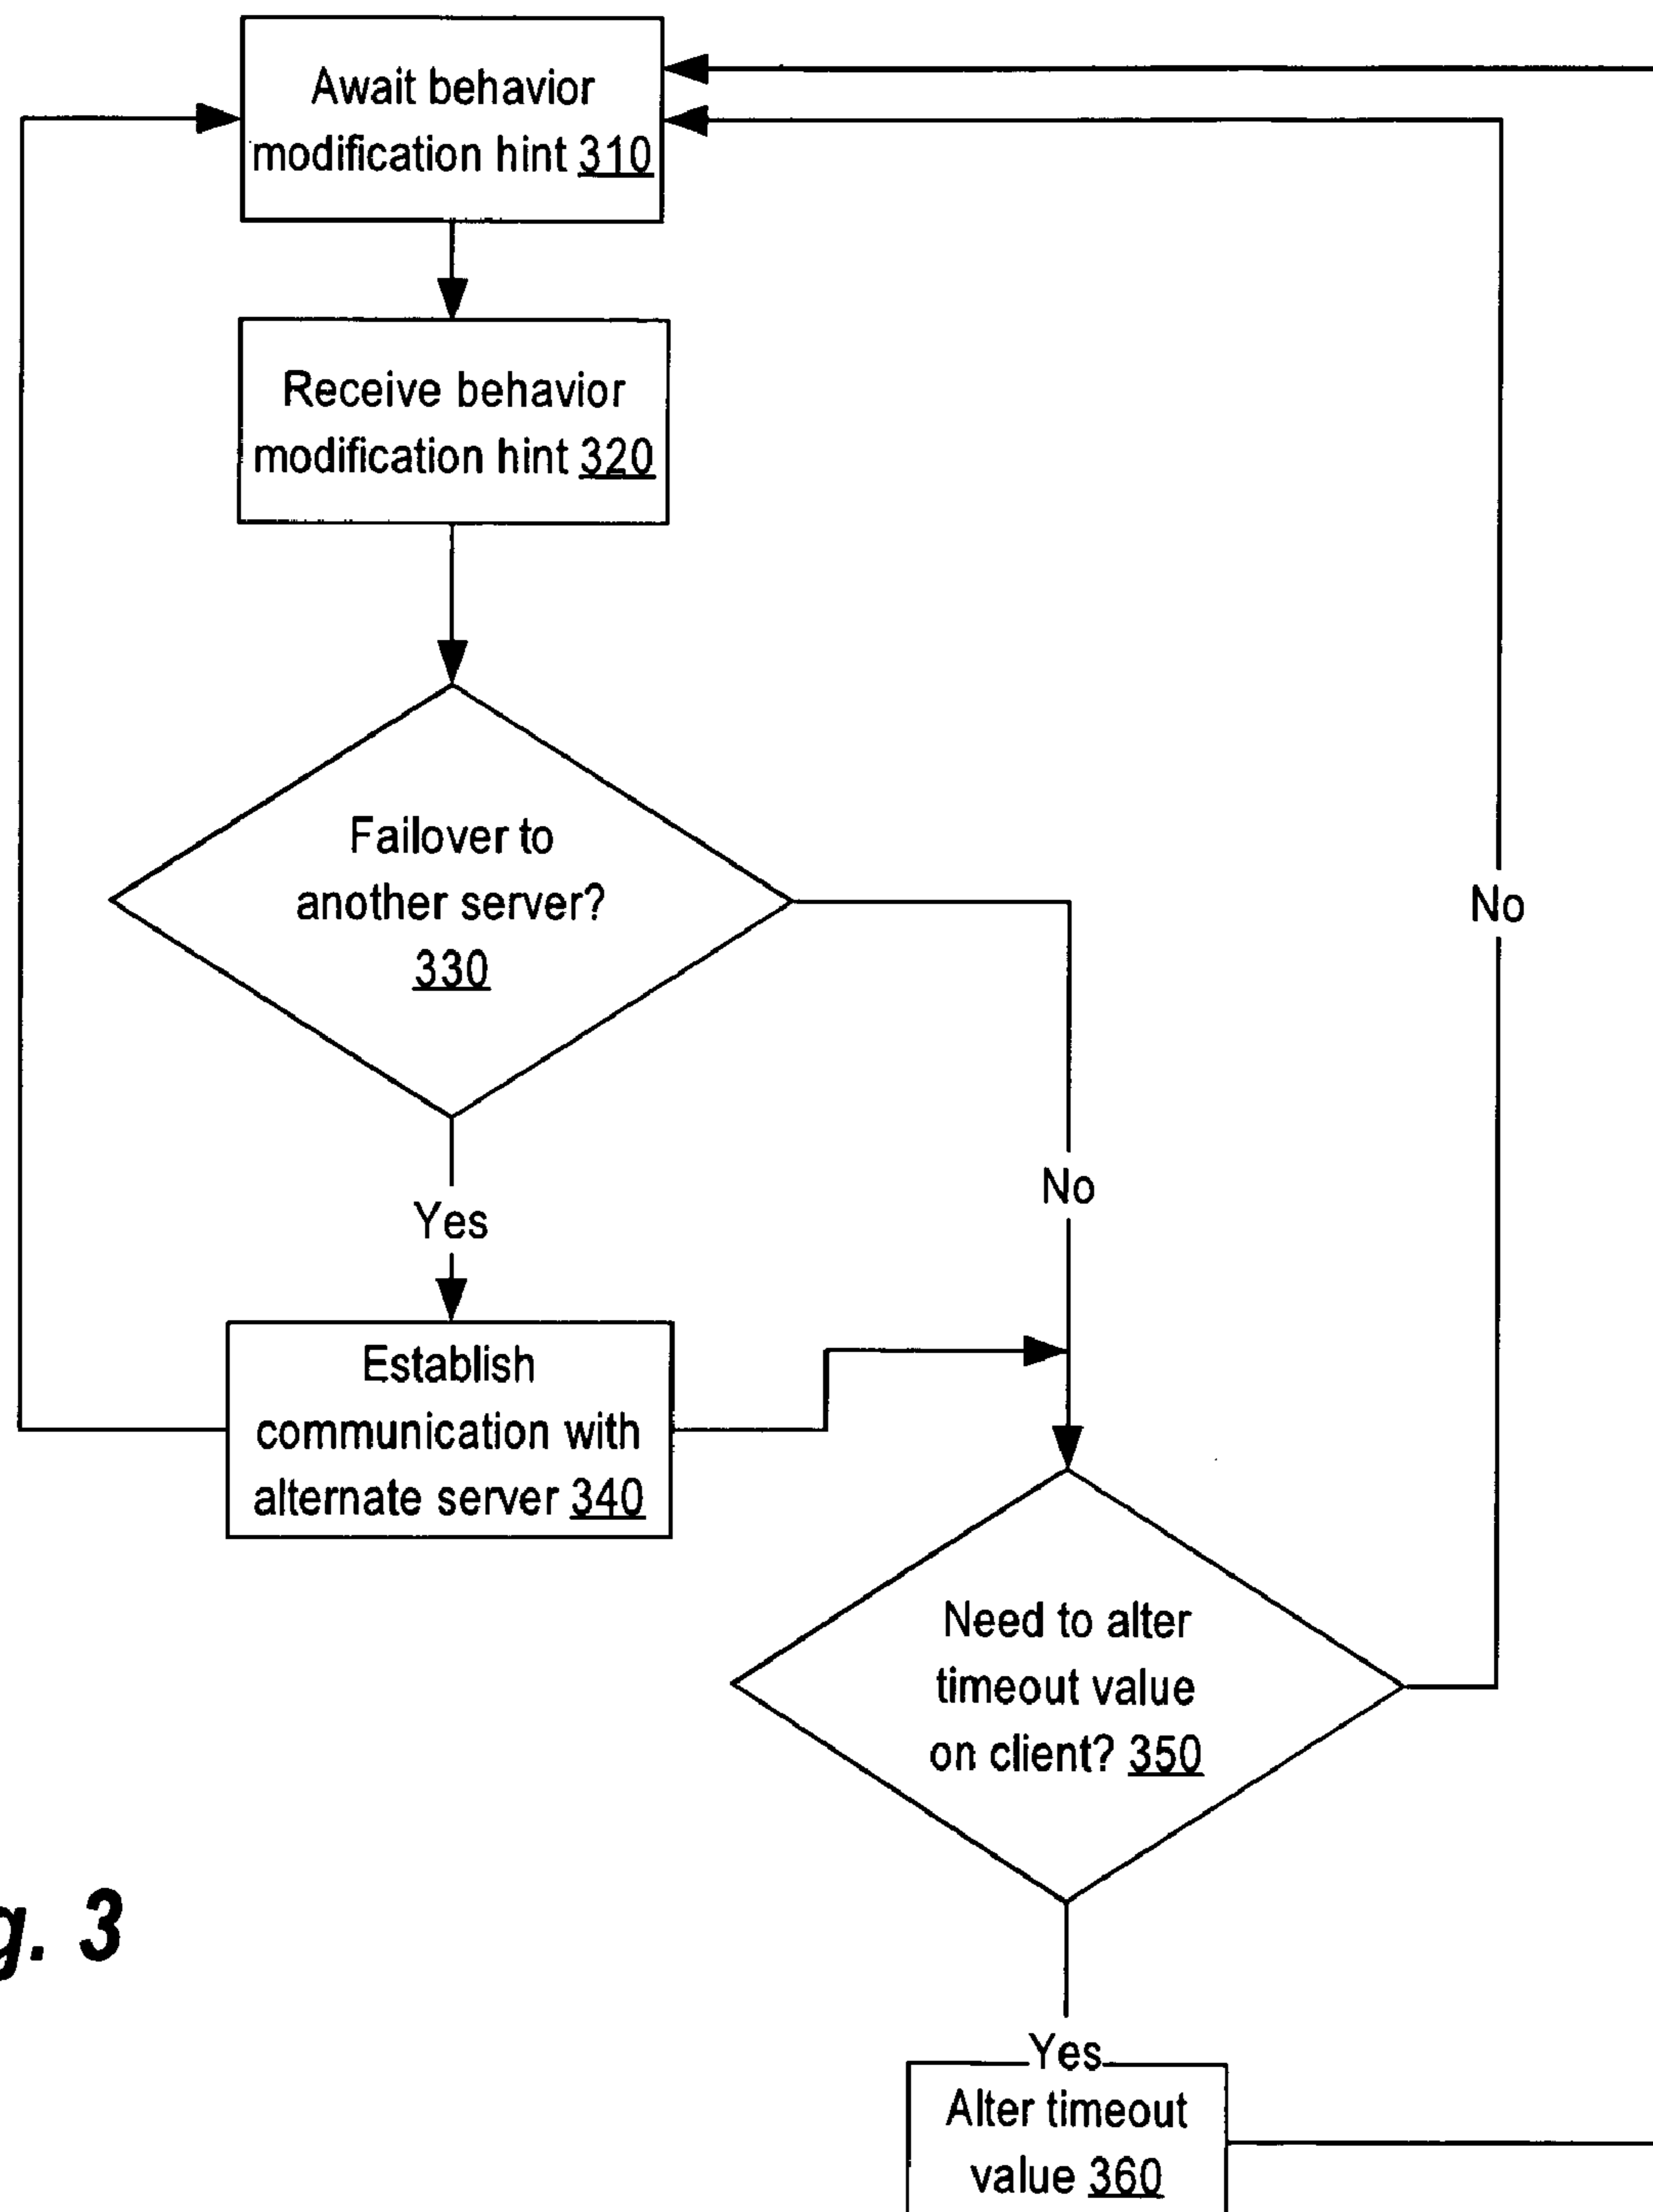 Await behavior
modification hint 310
Receive behavior
modification hint 320
Failover to
another server?
330
No
No
Yes
Establish
communication with
alternate server 340
Need to alter
timeout value
on client? 350
g. 3
Yes
Alter timeout
value 360